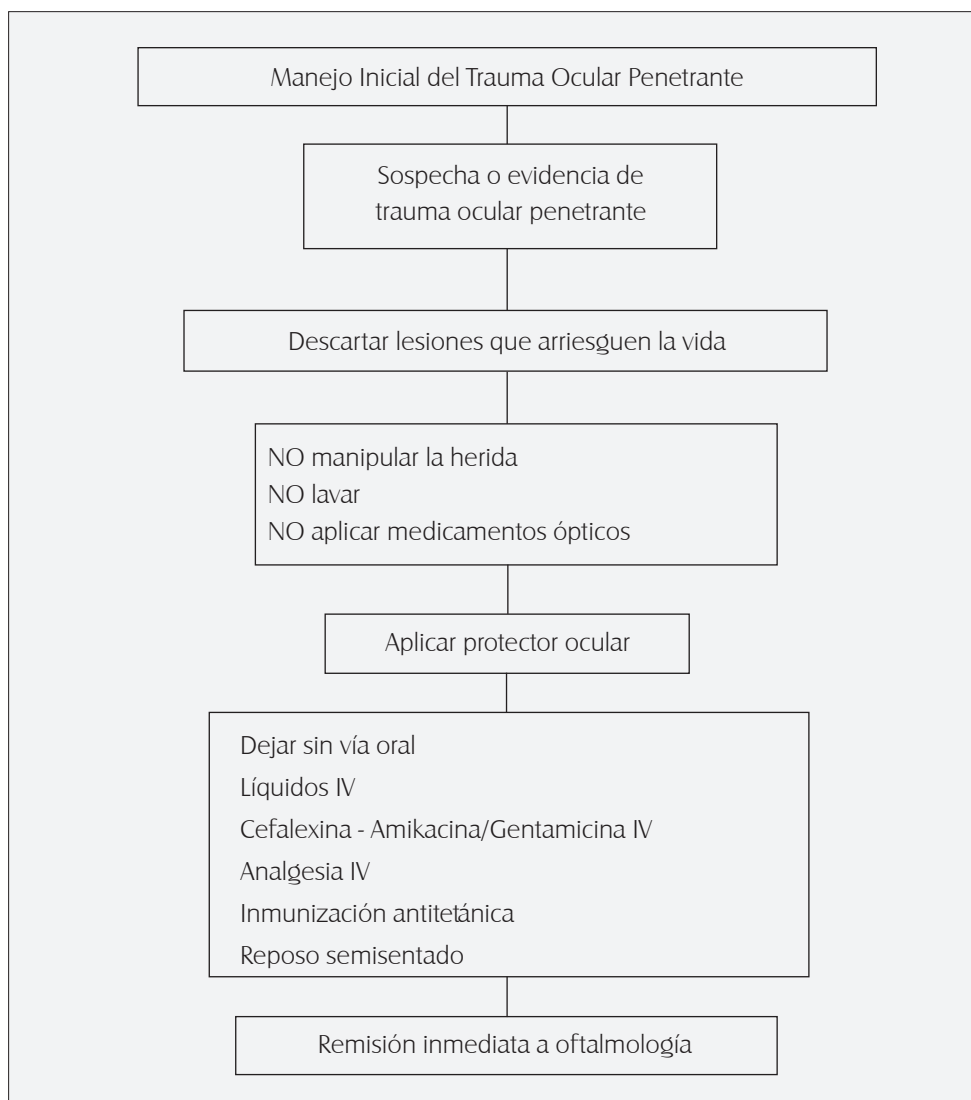 Manejo Inicial del Trauma Ocular Penetrante
Sospecha o evidencia de
trauma ocular penetrante
Descartar lesiones que arriesguen la vida
NO manipular la herida
NO lavar
NO aplicar medicamentos ópticos
Aplicar protector ocular
Dejar sin vía oral
Líquidos IV
Cefalexina - Amikacina/Gentamicina IV
Analgesia IV
Inmunización antitetánica
Reposo semisentado
Remisión inmediata a oftalmología